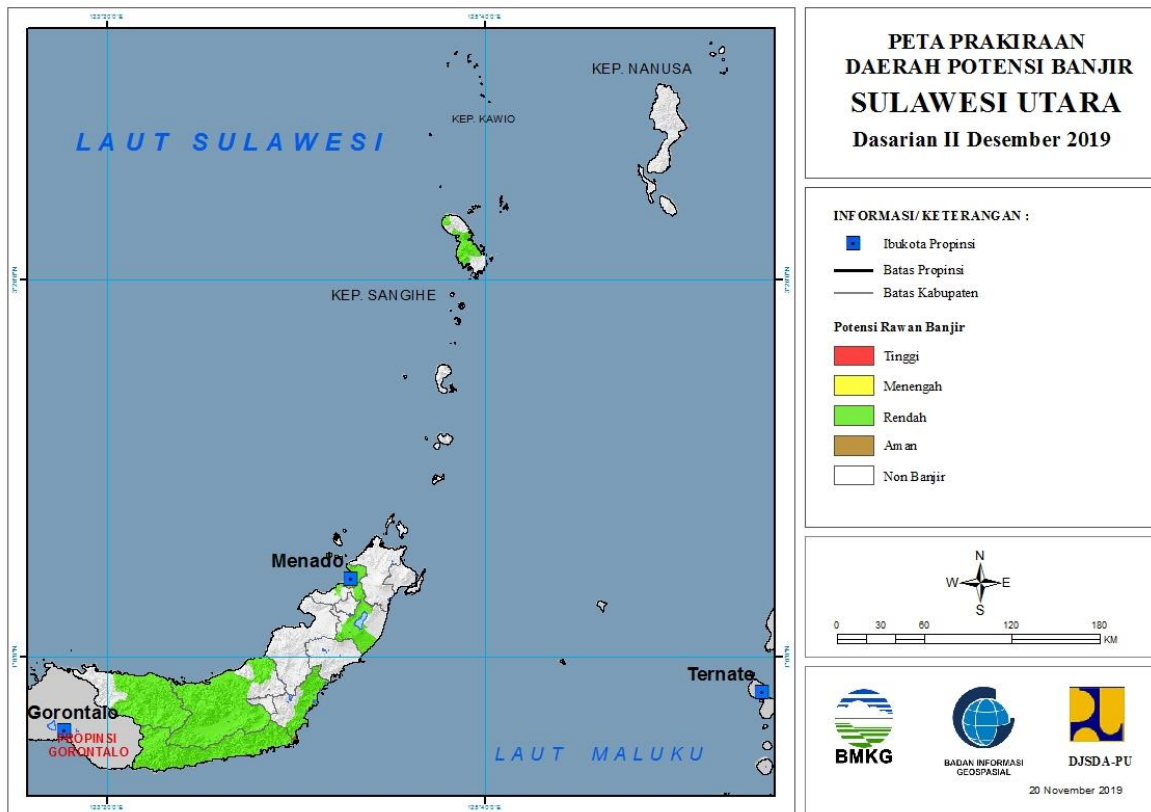 KEP. NANUSA
KEP. KAWIO
LAUT SULAWESI
KEP. SANGIHE
Menado
Ternate
Gorontalo
PROPINSI
GORONTALO
LAUT MALUKU
PETA PRAKIRAAN
DAERAH POTENSI BANJIR
SULAWESI UTARA
Dasarian II Desember 2019
INFORMASI/ KETERANGAN :
Ibukota Propinsi
Batas Propinsi
Batas Kabupaten
Potensi Rawan Banjir
Tinggi
Menengah
Rendah
Aman
Non Banjir
N
W E
S
0 30 60 120 180
KM
BMKG
BADAN INFORMASI
GEOSPASIAL
DJSDA-PU
20 November 2019